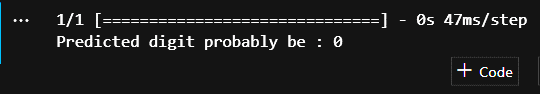 ... 1/1 [==============================] - 0s 47ms/step
Predicted digit probably be : 0
+ Code